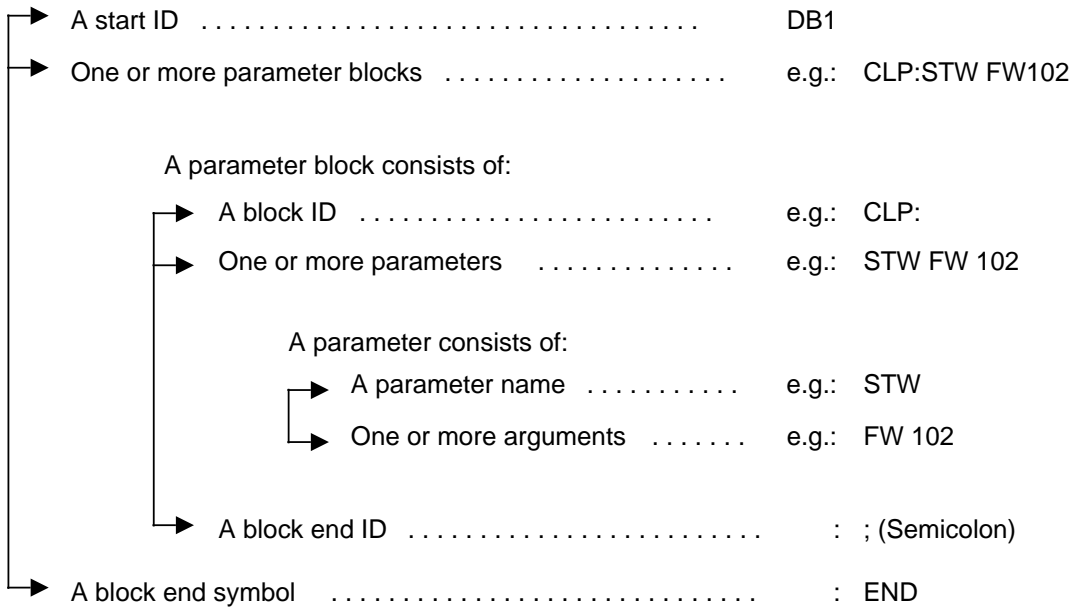 A start ID . . . . . . . . . . . . . . . . . . . . . . . . . . . . . . . . . . . DB1
One or more parameter blocks . . . . . . . . . . . . . . . . . . . . e.g.: CLP:STW FW102
A parameter block consists of:
A block ID . . . . . . . . . . . . . . . . . . . . . . . . . e.g.: CLP:
One or more parameters . . . . . . . . . . . . . . e.g.: STW FW 102
A parameter consists of:
A parameter name . . . . . . . . . . . e.g.: STW
One or more arguments . . . . . . . e.g.: FW 102
A block end ID . . . . . . . . . . . . . . . . . . . . . . . . . : ; (Semicolon)
A block end symbol . . . . . . . . . . . . . . . . . . . . . . . . . . . . . . : END